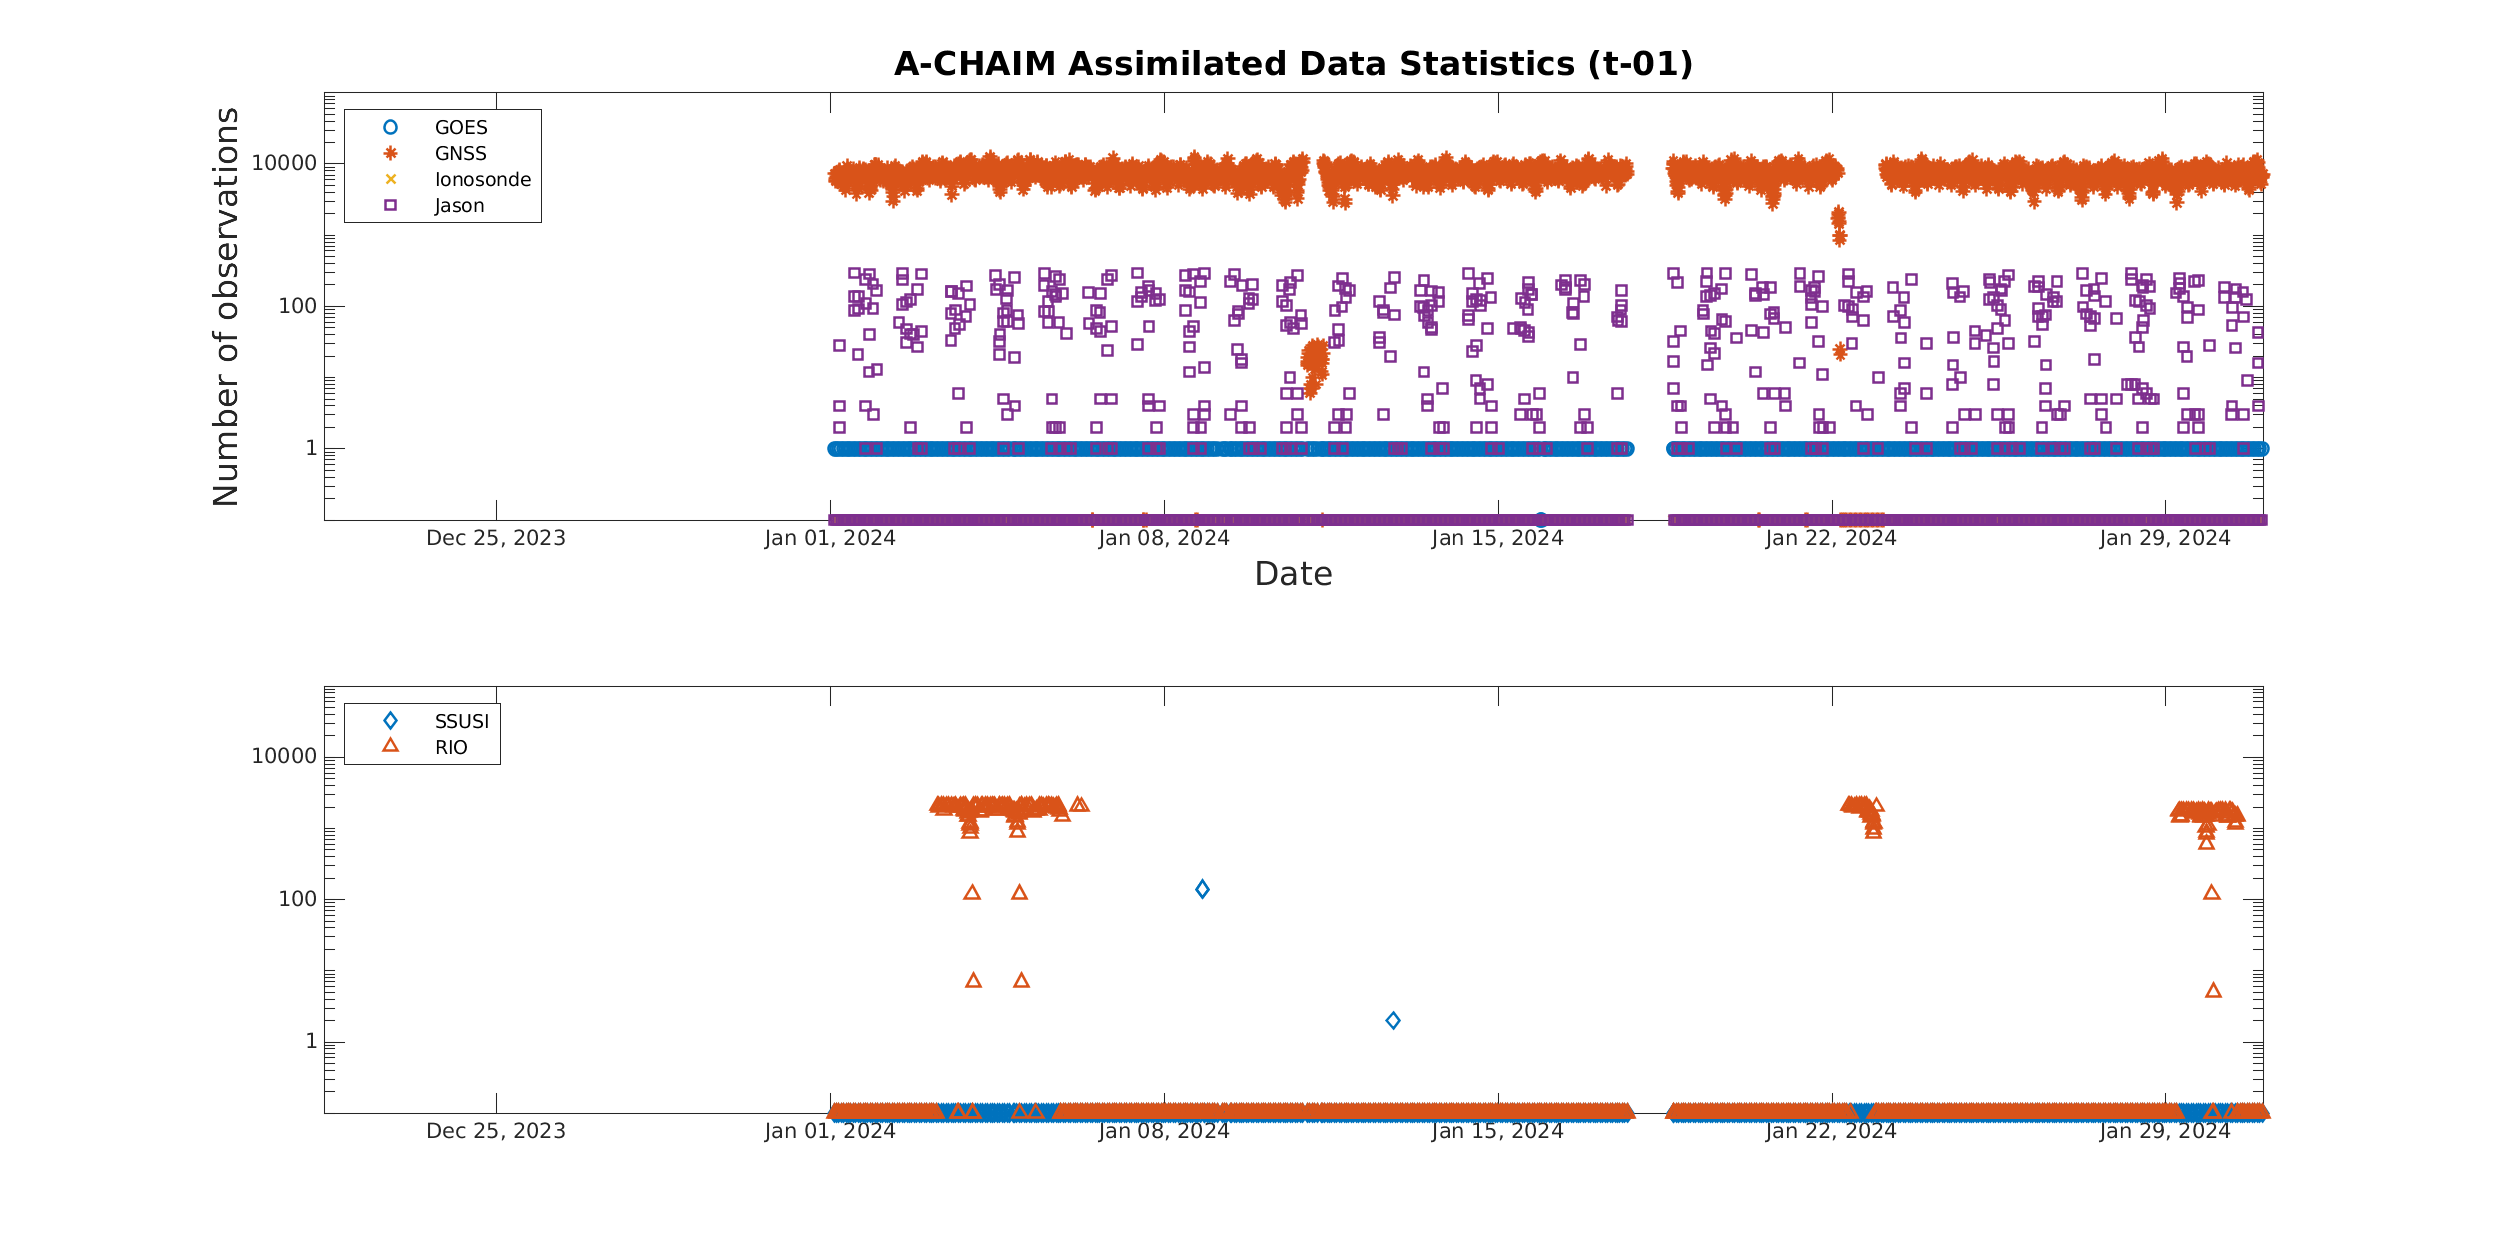 A-CHAIM Assimilated Data Statistics (t-01)
Number of observations
10000
100
1
GOES
GNSS
Ionosonde
Jason
Dec 25, 2023
Jan 01, 2024
Jan 08, 2024
Jan 15, 2024
Jan 22, 2024
Jan 29, 2024
Date
10000
100
1
SSUSI
RIO
Dec 25, 2023
Jan 01, 2024
Jan 08, 2024
Jan 15, 2024
Jan 22, 2024
Jan 29, 2024